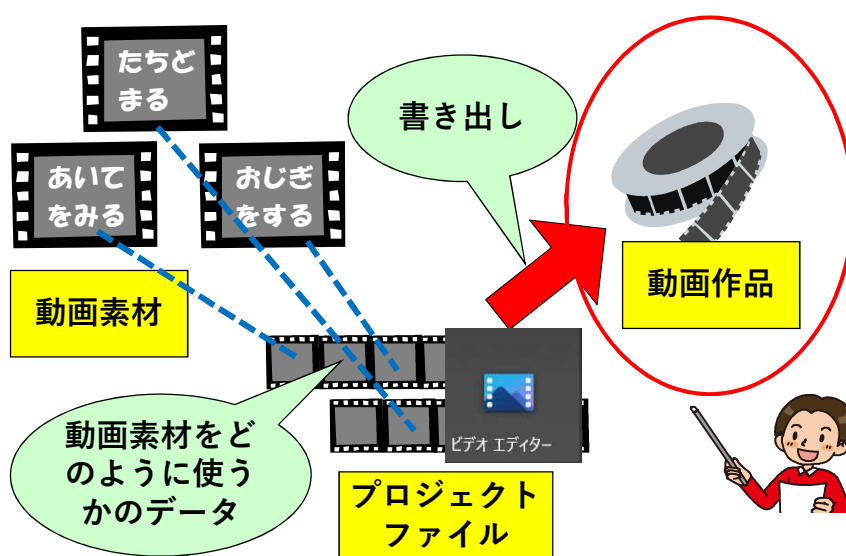 たちど
まる
あいて
をみる
おじぎ
をする
動画素材
書き出し
動画作品
動画素材をど
のように使う
かのデータ
ビデオ エディター
プロジェクト
ファイル